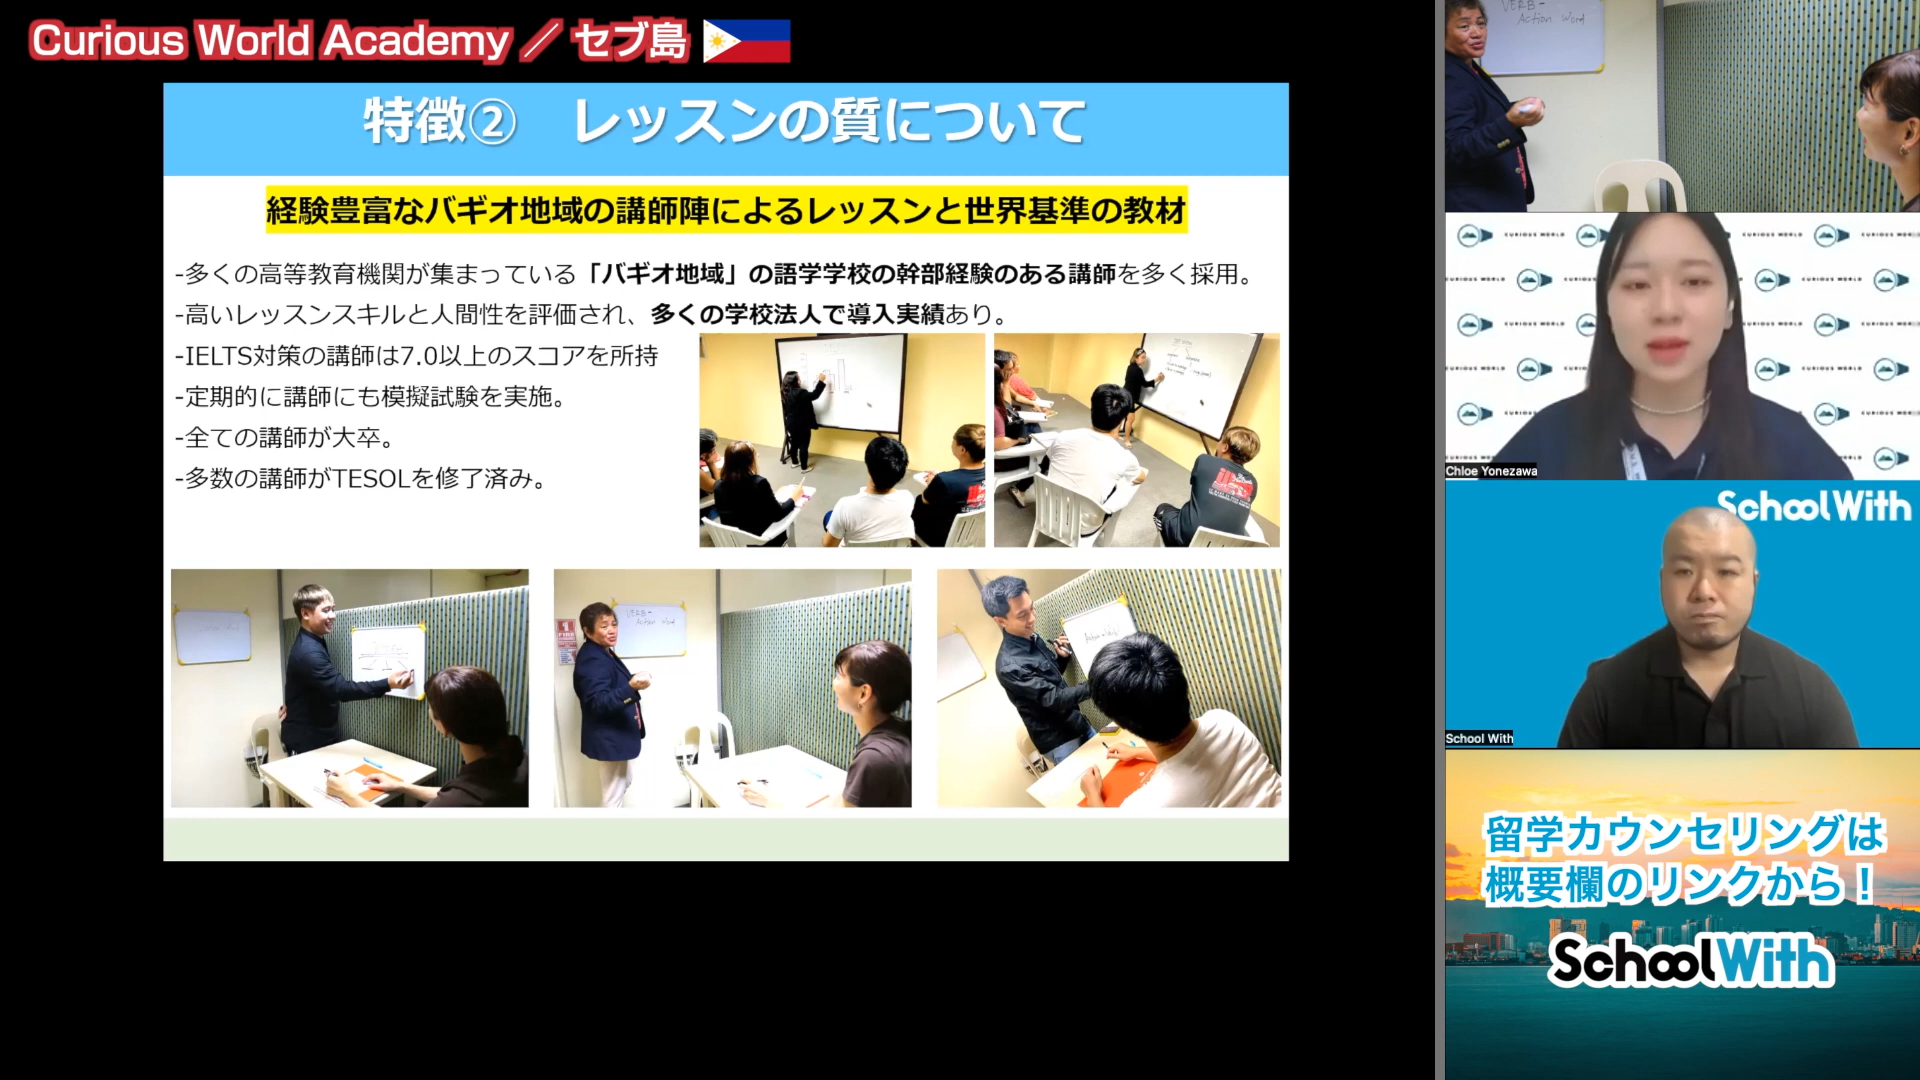 Curious World Academy ／ セブ島
特徴②　レッスンの質について
経験豊富なバギオ地域の講師陣によるレッスンと世界基準の教材
-多くの高等教育機関が集まっている「バギオ地域」の語学学校の幹部経験のある講師を多く採用。
-高いレッスンスキルと人間性を評価され、多くの学校法人で導入実績あり。
-IELTS対策の講師は7.0以上のスコアを所持
-定期的に講師にも模擬試験を実施。
-全ての講師が大卒。
-多数の講師がTESOLを修了済み。
VERB-
Action Word
VERB-
Action Word
CURIOUS WORLD
Chloe Yonezawa
SchoolWith
School With
留学カウンセリングは
概要欄のリンクから！
SchoolWith